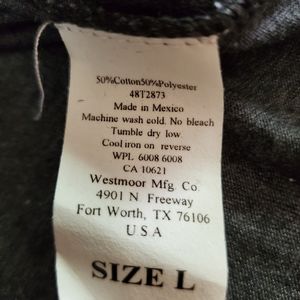 50%Cotton50%Polyester
48T2873
Made in Mexico
Machine wash cold. No bleach
Tumble dry low
Cool iron on reverse
WPL 6008 6008
CA 10621
Westmoor Mfg. Co.
4901 N. Freeway
Fort Worth, TX 76106
U S A
SIZE L